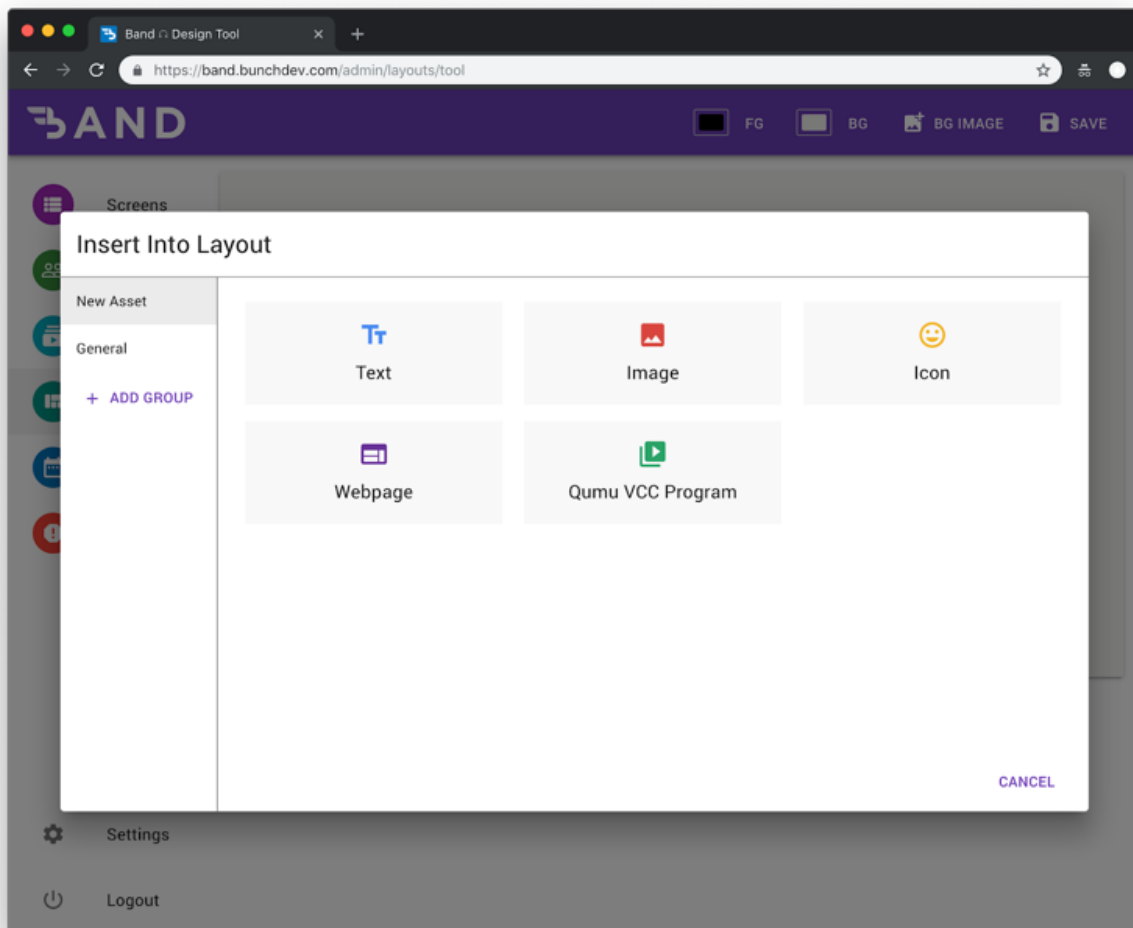 Band ∩ Design Tool
https://band.bunchdev.com/admin/layouts/tool
BAND
FG
BG
BG IMAGE
SAVE
Screens
Insert Into Layout
New Asset
General
+ ADD GROUP
Tт
Text
Image
Icon
Webpage
Qumu VCC Program
CANCEL
Settings
Logout